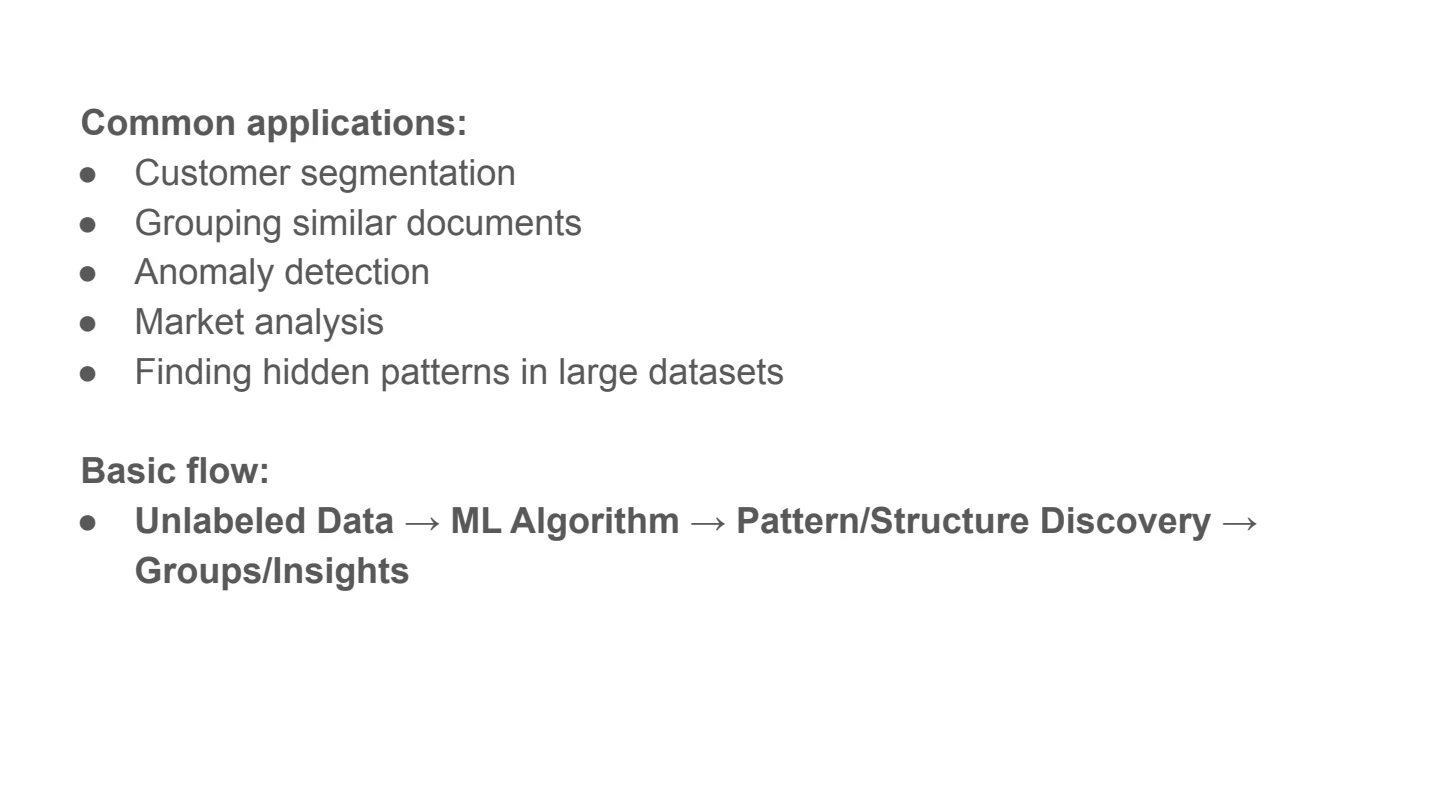 Common applications:
● Customer segmentation
● Grouping similar documents
● Anomaly detection
● Market analysis
● Finding hidden patterns in large datasets
Basic flow:
● Unlabeled Data → ML Algorithm → Pattern/Structure Discovery →
Groups/Insights